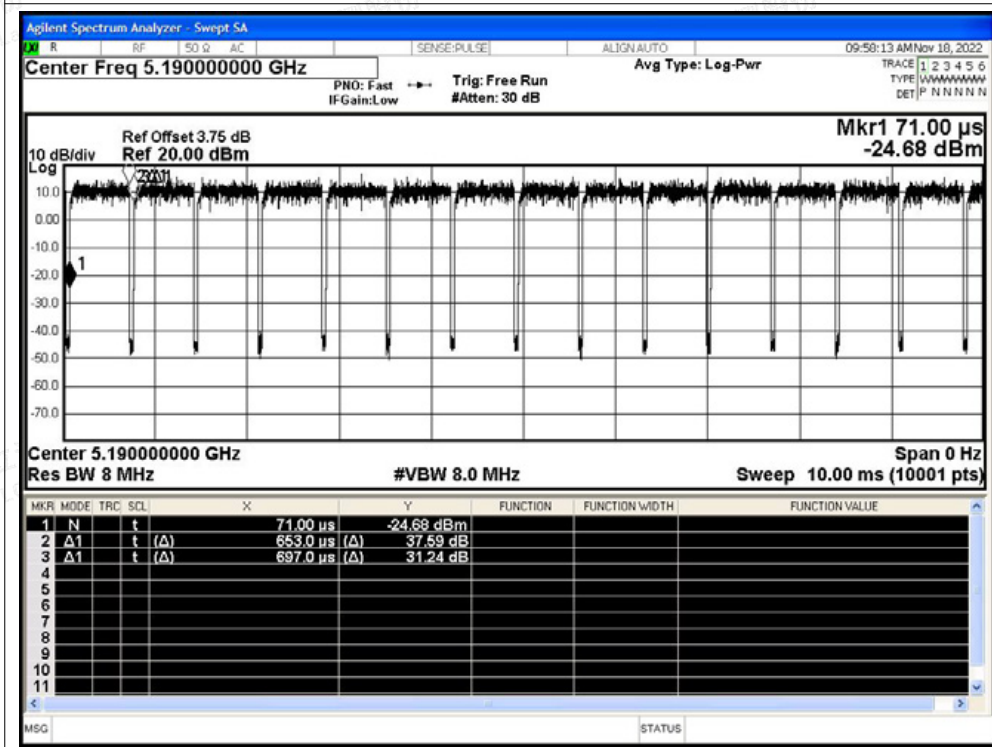 Agilent Spectrum Analyzer - Swept SA
LXI R RF 50 Ω AC SENSE:PULSE ALIGN AUTO 09:58:13 AM Nov 18, 2022
Center Freq 5.190000000 GHz
PNO: Fast
IFGain:Low
Trig: Free Run
#Atten: 30 dB
Avg Type: Log-Pwr
TRACE 1 2 3 4 5 6
TYPE WWWWWWW
DET P N N N N N
Mkr1 71.00 µs
-24.68 dBm
Ref Offset 3.75 dB
10 dB/div Ref 20.00 dBm
Log
10.0
0.00
-10.0
-20.0
-30.0
-40.0
-50.0
-60.0
-70.0
1
Center 5.190000000 GHz Span 0 Hz
Res BW 8 MHz #VBW 8.0 MHz Sweep 10.00 ms (10001 pts)
MKR MODE TRC SCL X Y FUNCTION FUNCTION WIDTH FUNCTION VALUE
1 N t 71.00 µs -24.68 dBm
2 Δ1 t (Δ) 653.0 µs (Δ) 37.59 dB
3 Δ1 t (Δ) 697.0 µs (Δ) 31.24 dB
4
5
6
7
8
9
10
11
MSG STATUS